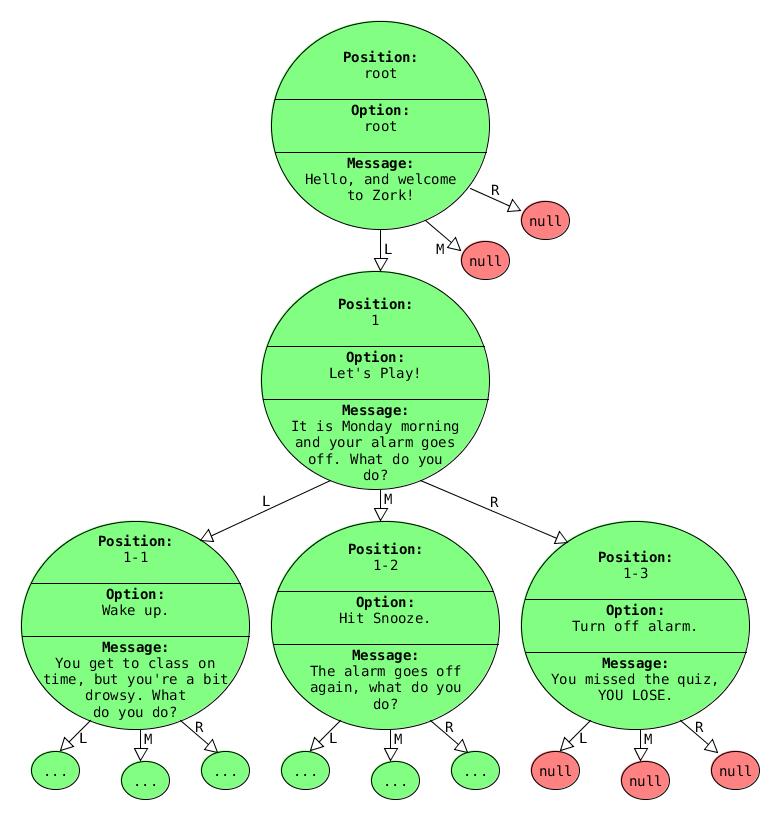 Position:
root
Option:
root
Message:
Hello, and welcome
to Zork!
R
null
L
M
null
Position:
1
Option:
Let's Play!
Message:
It is Monday morning
and your alarm goes
off. What do you
do?
L
M
R
Position:
1-1
Option:
Wake up.
Message:
You get to class on
time, but you're a bit
drowsy. What
do you do?
L
M
R
...
...
...
Position:
1-2
Option:
Hit Snooze.
Message:
The alarm goes off
again, what do you
do?
L
M
R
...
...
...
Position:
1-3
Option:
Turn off alarm.
Message:
You missed the quiz,
YOU LOSE.
L
M
R
null
null
null